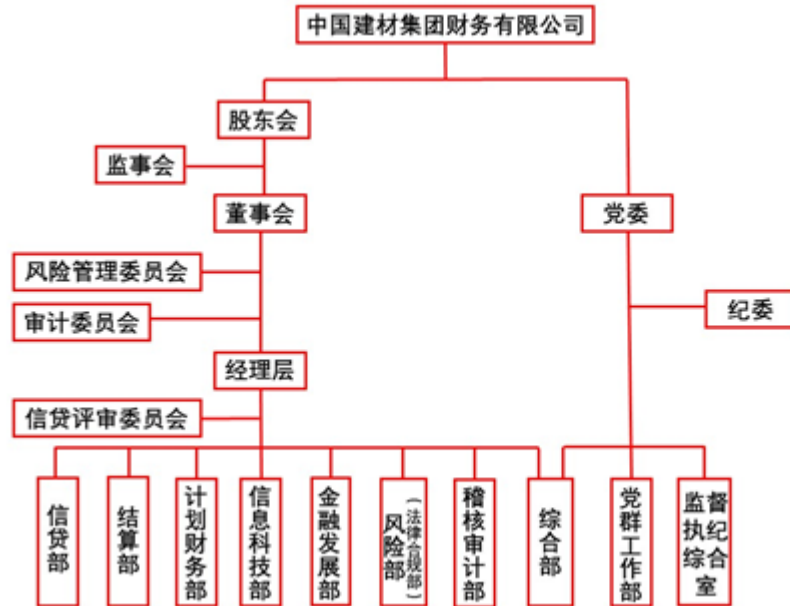 中国建材集团财务有限公司
股东会
监事会
董事会
党委
风险管理委员会
纪委
审计委员会
经理层
信贷评审委员会
信贷部
结算部
计划财务部
信息科技部
金融发展部
风险部
（法律合规部）
稽核审计部
综合部
党群工作部
监督
执纪
综合
室